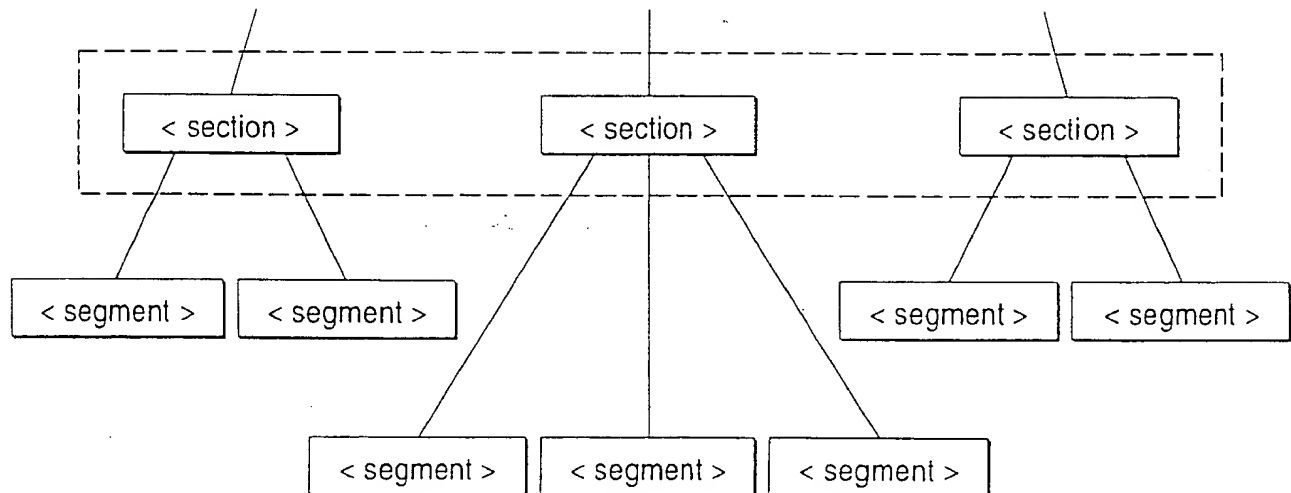 < section >
< section >
< section >
< segment >
< segment >
< segment >
< segment >
< segment >
< segment >
< segment >